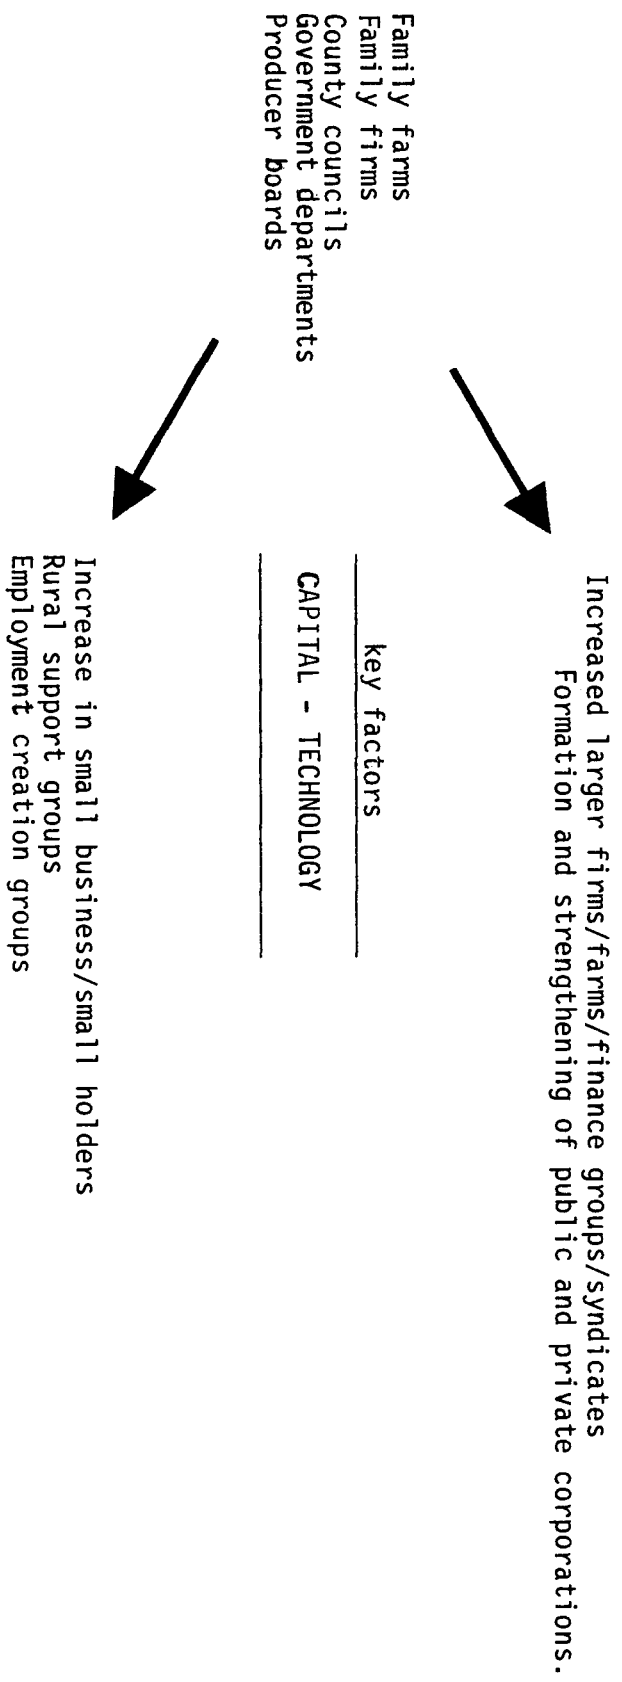 Increased larger firms/farms/finance groups/syndicates
Formation and strengthening of public and private corporations.
Family farms
Family firms
County councils
Government departments
Producer boards
key factors
CAPITAL - TECHNOLOGY
Increase in small business/small holders
Rural support groups
Employment creation groups